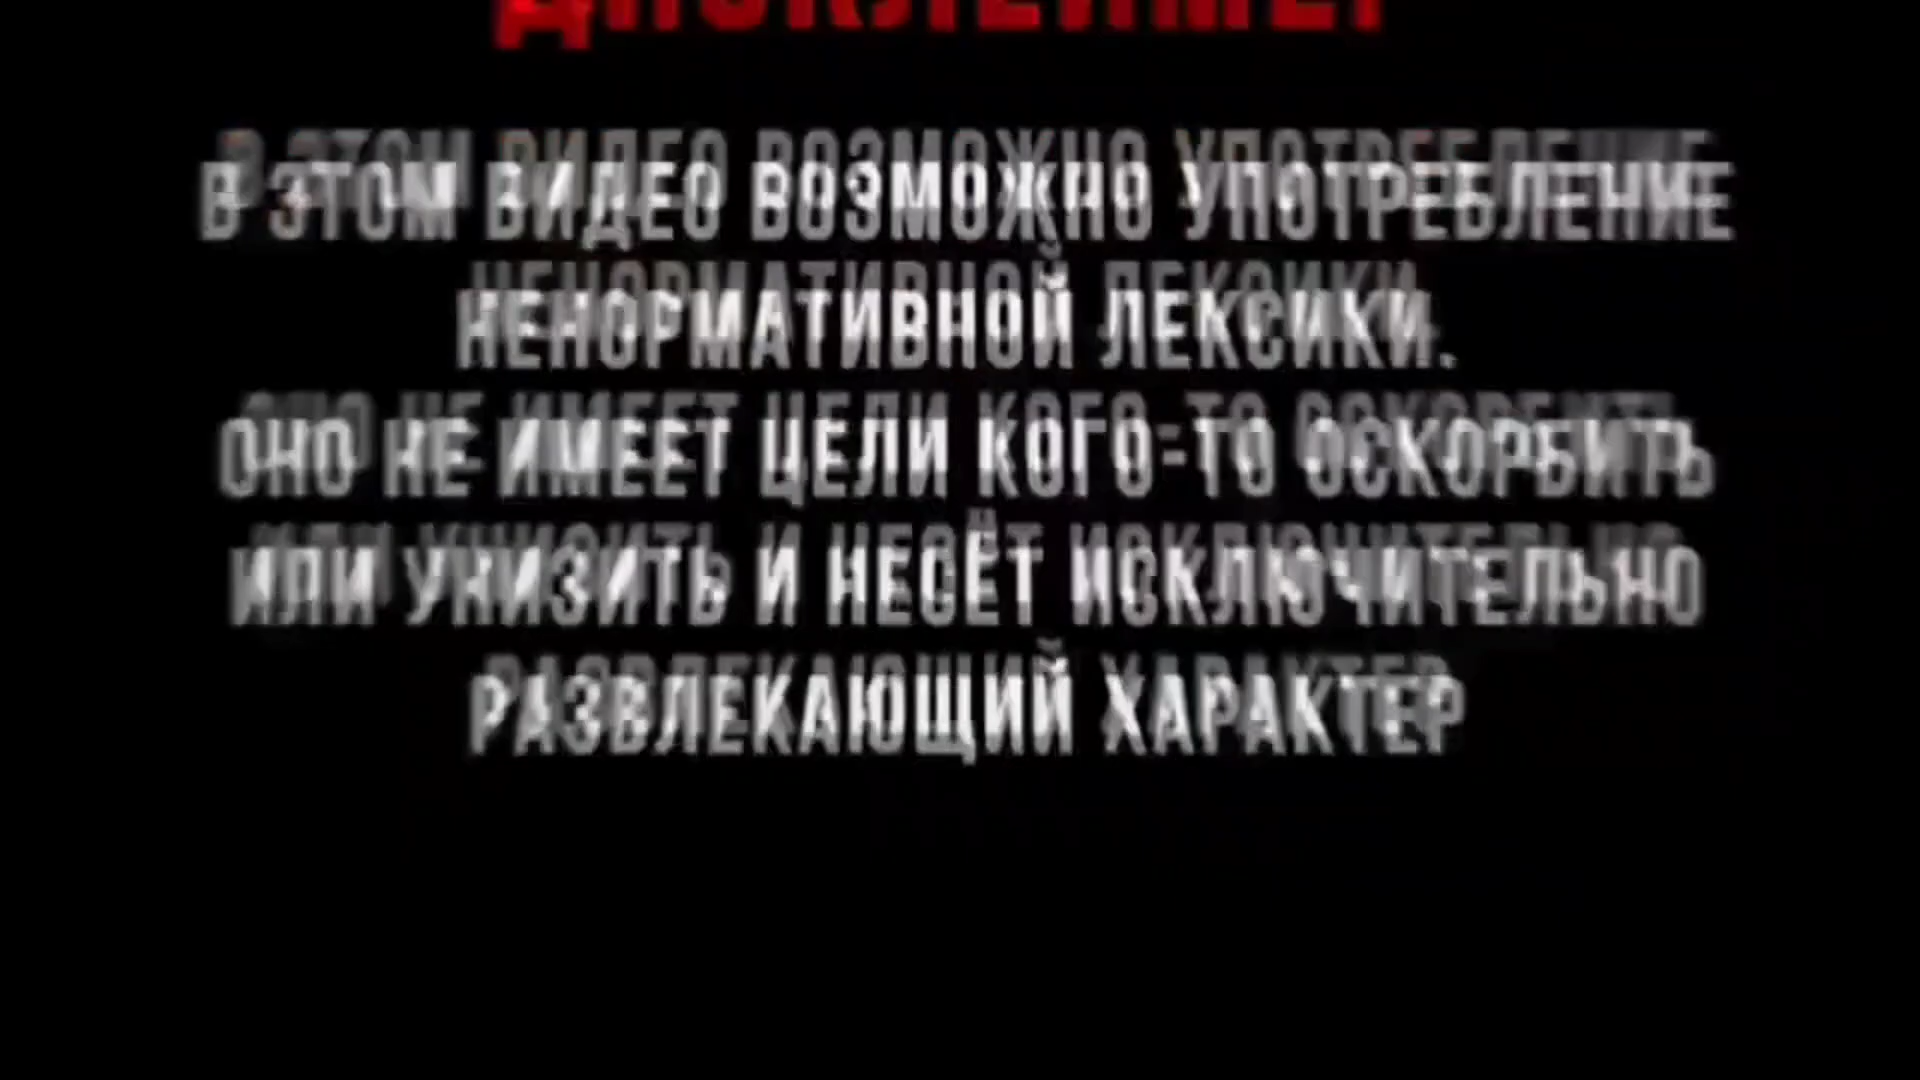 ДИСКЛЕЙМЕР
В ЭТОМ ВИДЕО ВОЗМОЖНО УПОТРЕБЛЕНИЕ
НЕНОРМАТИВНОЙ ЛЕКСИКИ.
ОНО НЕ ИМЕЕТ ЦЕЛИ КОГО-ТО ОСКОРБИТЬ
ИЛИ УНИЗИТЬ И НЕСЁТ ИСКЛЮЧИТЕЛЬНО
РАЗВЛЕКАЮЩИЙ ХАРАКТЕР